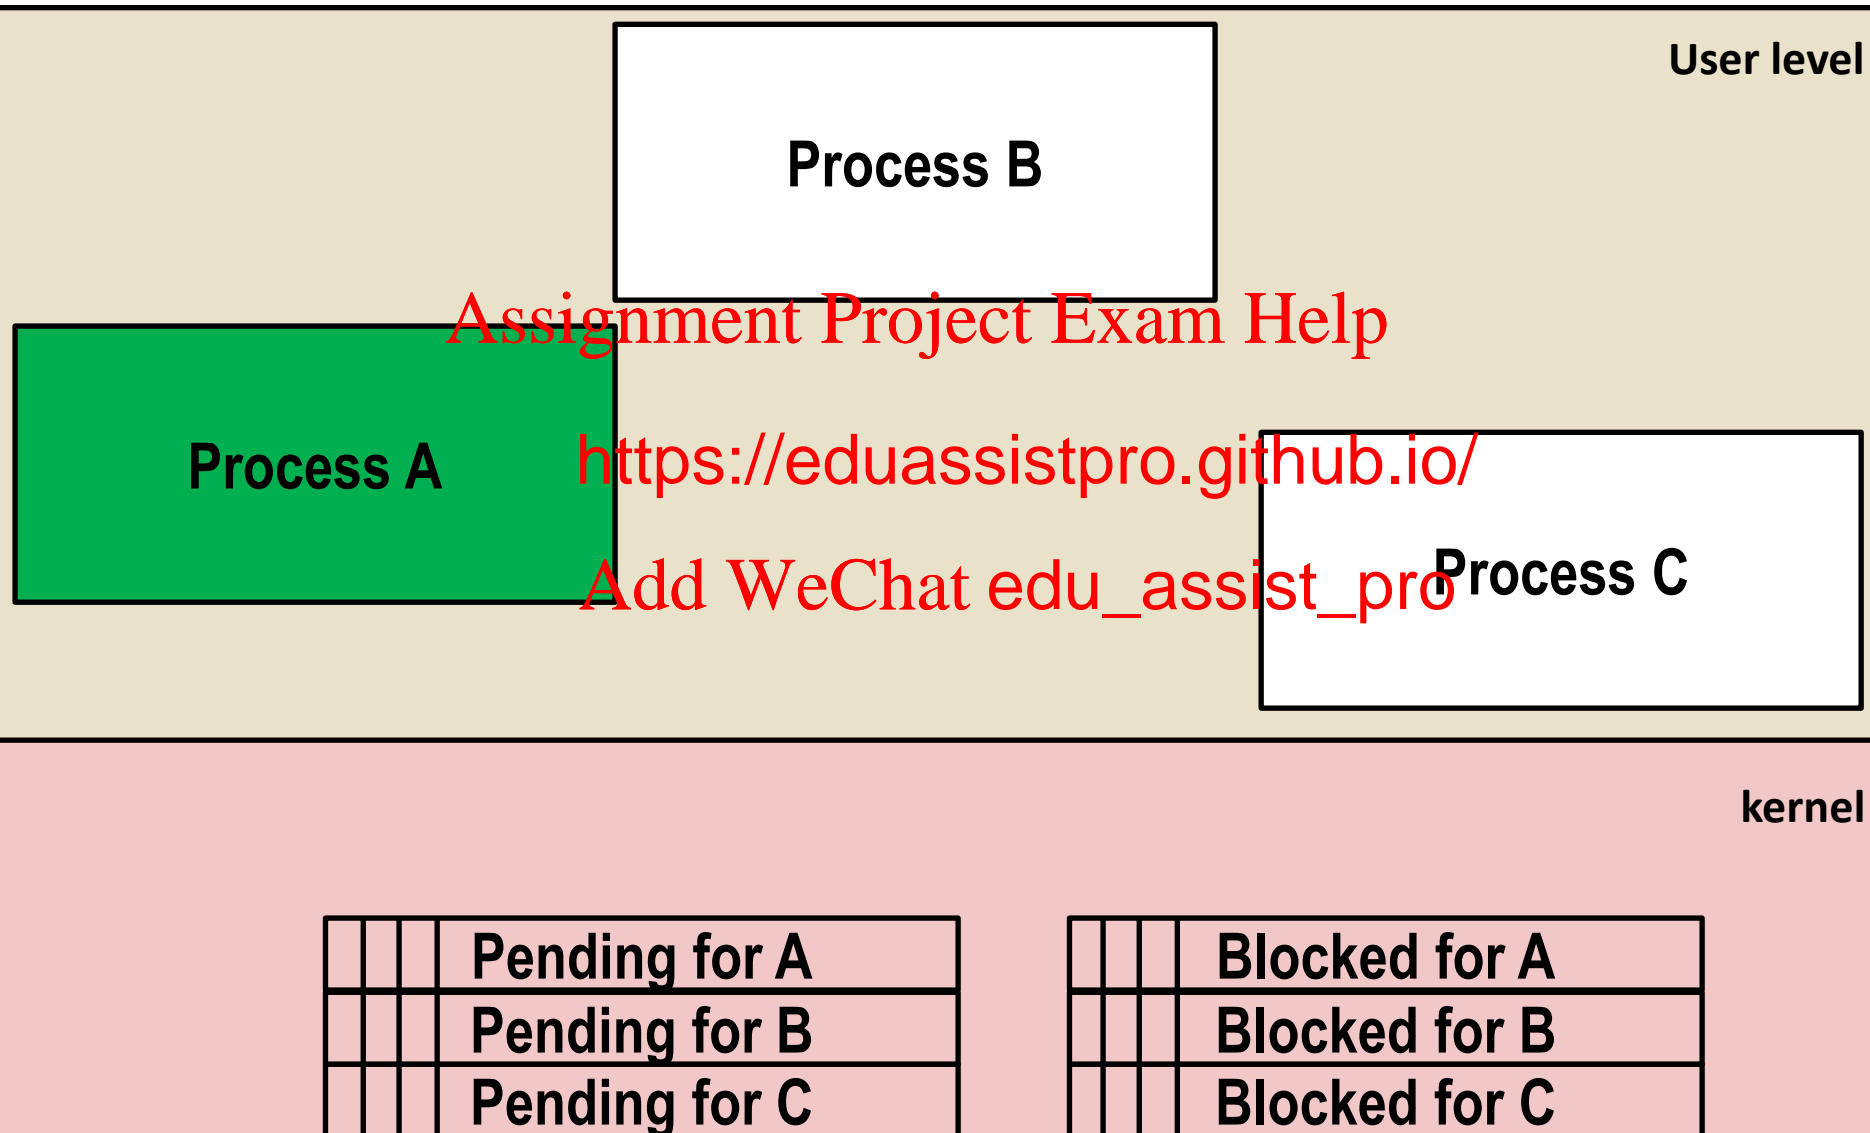 User level
Process B
Assignment Project Exam Help
Process A
https://eduassistpro.github.io/
Process C
Add WeChat edu_assist_pro
kernel
Pending for A
Blocked for A
Pending for B
Blocked for B
Pending for C
Blocked for C